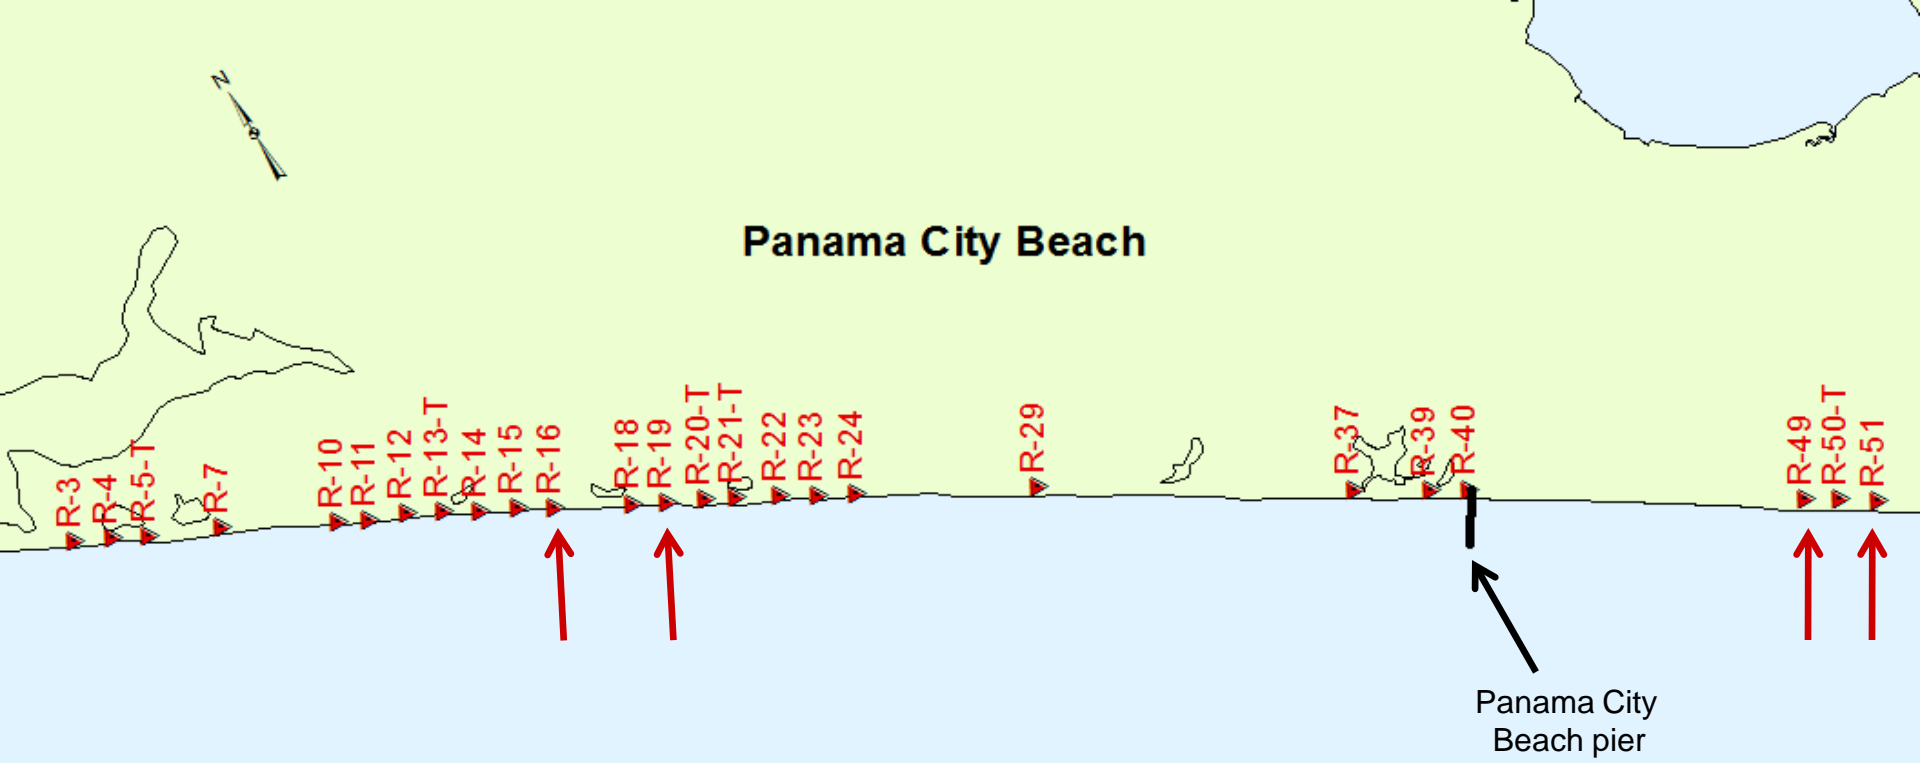 N
Panama City Beach
R-3
R-4
R-5-T
R-7
R-10
R-11
R-12
R-13-T
R-14
R-15
R-16
R-18
R-19
R-20-T
R-21-T
R-22
R-23
R-24
R-29
R-37
R-39
R-40
R-49
R-50-T
R-51
Panama City
Beach pier